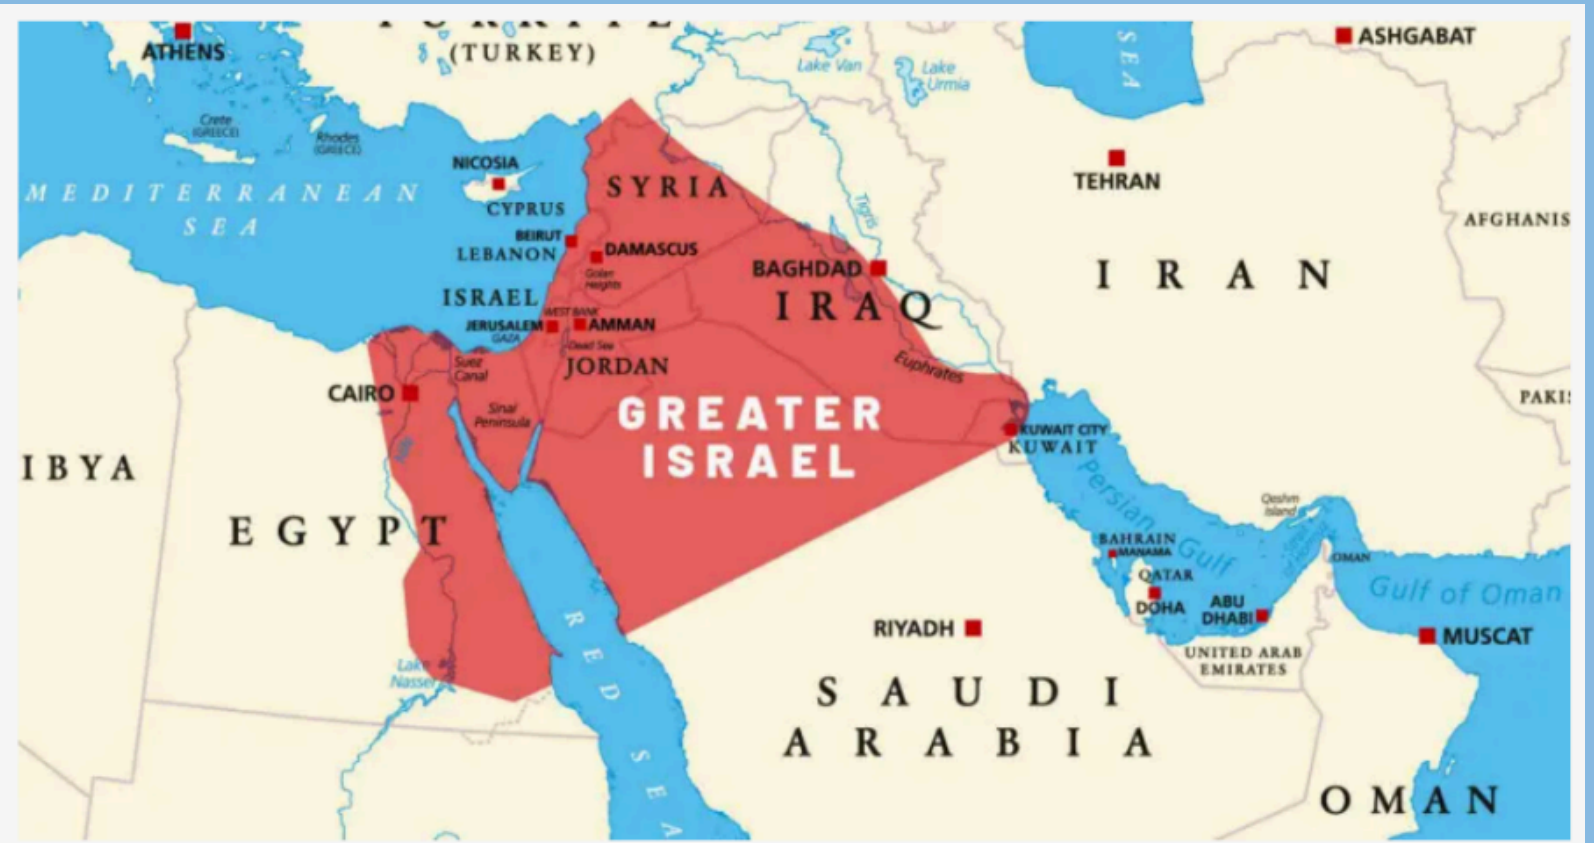 ATHENS
(TURKEY)
Lake Van
Lake
Urmia
SEA
ASHGABAT
Crete
(GREECE)
Rhodes
(GREECE)
NICOSIA
CYPRUS
TEHRAN
MEDITERRANEAN
SEA
SYRIA
Tigris
AFGHANIS
BEIRUT
LEBANON
DAMASCUS
Golan
Heights
BAGHDAD
IRAQ
IRAN
ISRAEL
WEST BANK
JERUSALEM
GAZA
AMMAN
Dead Sea
JORDAN
Suez
Canal
Euphrates
CAIRO
Sinai
Peninsula
GREATER
ISRAEL
PAKIS
KUWAIT CITY
KUWAIT
IBYA
Nile
EGYPT
Persian Gulf
Qeshm
Island
BAHRAIN
MANAMA
QATAR
DOHA
ABU
DHABI
OMAN
Gulf of Oman
MUSCAT
UNITED ARAB
EMIRATES
RIYADH
RED SEA
Lake
Nasser
SAUDI
ARABIA
OMAN